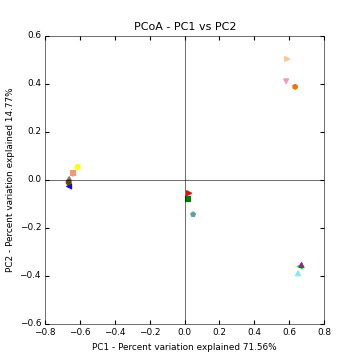 PCoA - PC1 vs PC2
0.6
0.4
0.2
0.0
−0.2
−0.4
−0.6
PC2 - Percent variation explained 14.77%
−0.8 −0.6 −0.4 −0.2 0.0 0.2 0.4 0.6 0.8
PC1 - Percent variation explained 71.56%